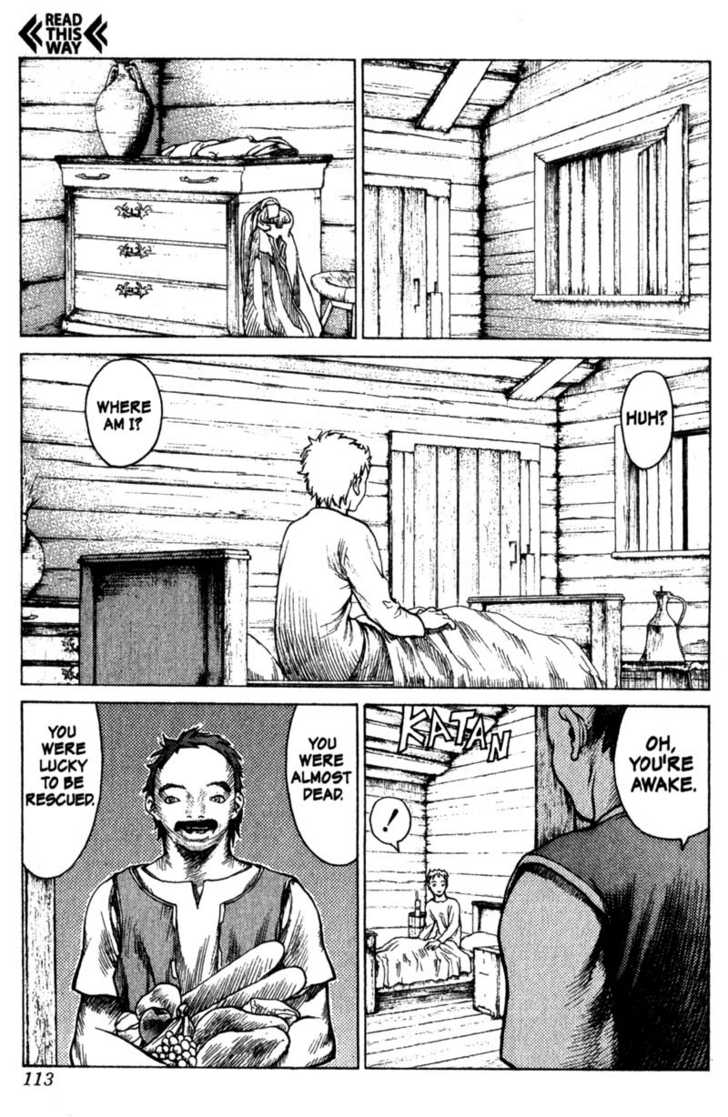 READ
THIS
WAY
HUH?
WHERE
AM I?
OH,
YOU'RE
AWAKE.
KATAN
!
YOU
WERE
ALMOST
DEAD.
YOU
WERE
LUCKY
TO BE
RESCUED.
113